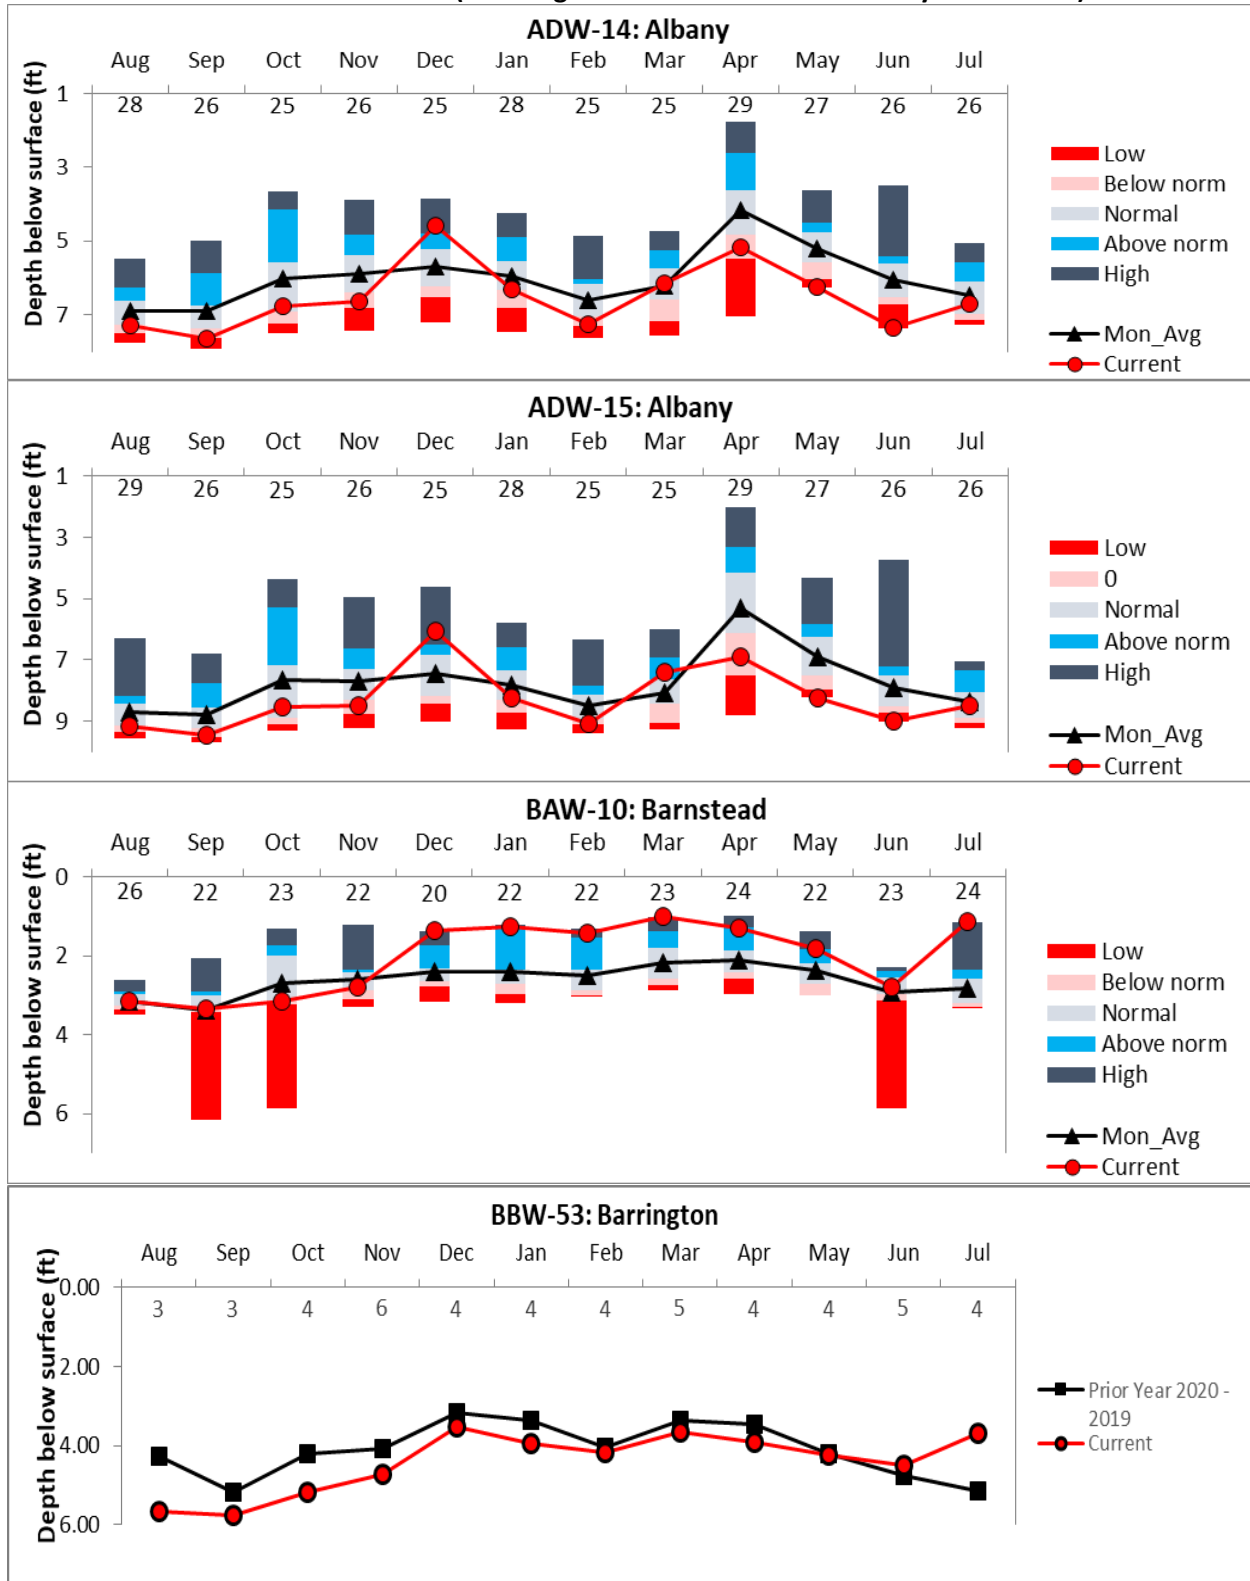 ADW-14: Albany
Aug Sep Oct Nov Dec Jan Feb Mar Apr May Jun Jul
28 26 25 26 25 28 25 25 29 27 26 26
Depth below surface (ft)
1
3
5
7
Low
Below norm
Normal
Above norm
High
Mon_Avg
Current
ADW-15: Albany
Aug Sep Oct Nov Dec Jan Feb Mar Apr May Jun Jul
29 26 25 26 25 28 25 25 29 27 26 26
Depth below surface (ft)
1
3
5
7
9
Low
0
Normal
Above norm
High
Mon_Avg
Current
BAW-10: Barnstead
Aug Sep Oct Nov Dec Jan Feb Mar Apr May Jun Jul
26 22 23 22 20 22 22 23 24 22 23 24
Depth below surface (ft)
0
2
4
6
Low
Below norm
Normal
Above norm
High
Mon_Avg
Current
BBW-53: Barrington
Aug Sep Oct Nov Dec Jan Feb Mar Apr May Jun Jul
3 3 4 6 4 4 4 5 4 4 5 4
Depth below surface (ft)
0.00
2.00
4.00
6.00
Prior Year 2020 -
2019
Current